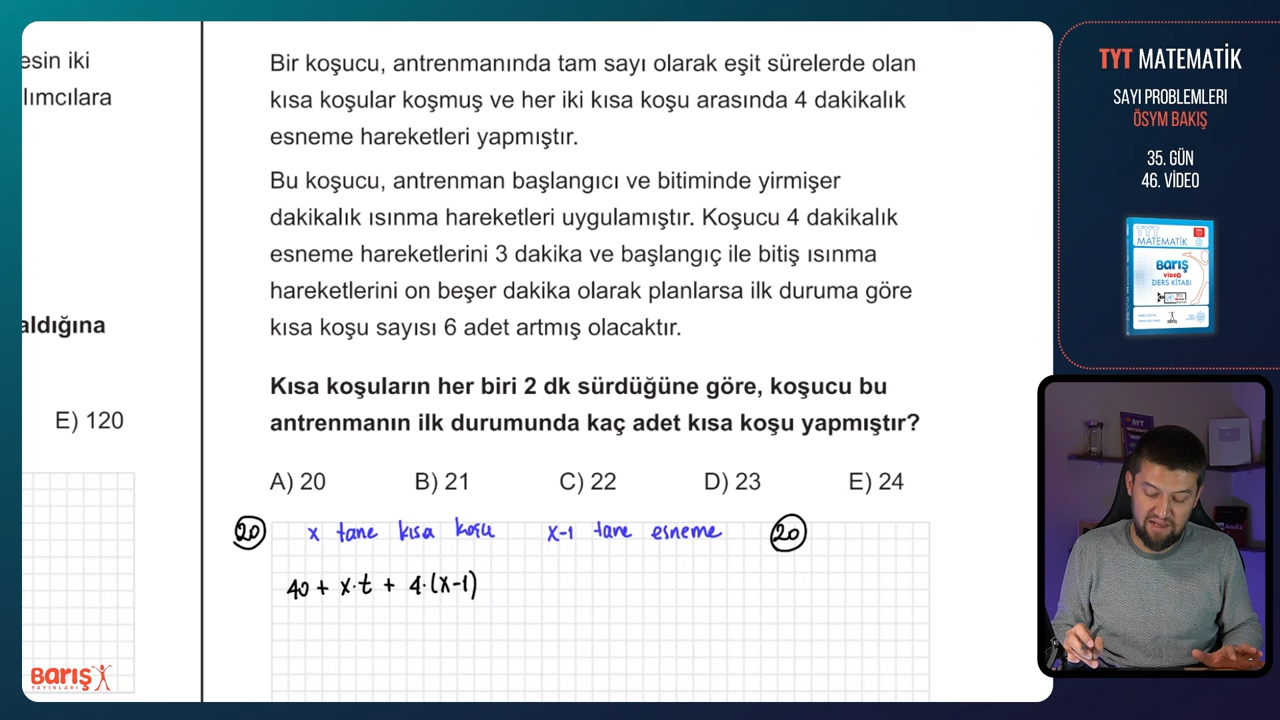 esin iki
lımcılara
aldığına
E) 120
Bir koşucu, antrenmanında tam sayı olarak eşit sürelerde olan
kısa koşular koşmuş ve her iki kısa koşu arasında 4 dakikalık
esneme hareketleri yapmıştır.
Bu koşucu, antrenman başlangıcı ve bitiminde yirmişer
dakikalık ısınma hareketleri uygulamıştır. Koşucu 4 dakikalık
esneme hareketlerini 3 dakika ve başlangıç ile bitiş ısınma
hareketlerini on beşer dakika olarak planlarsa ilk duruma göre
kısa koşu sayısı 6 adet artmış olacaktır.
Kısa koşuların her biri 2 dk sürdüğüne göre, koşucu bu
antrenmanın ilk durumunda kaç adet kısa koşu yapmıştır?
A) 20 B) 21 C) 22 D) 23 E) 24
20 x tane kısa koşu x-1 tane esneme 20
40 + x·t + 4·(x-1)
BARIŞ
YAYINLARI
TYT MATEMATİK
SAYI PROBLEMLERI
ÖSYM BAKIŞ
35. GÜN
46. VİDEO
TYT
MATEMATİK
BARIŞ
VİDEO
DERS KİTABI